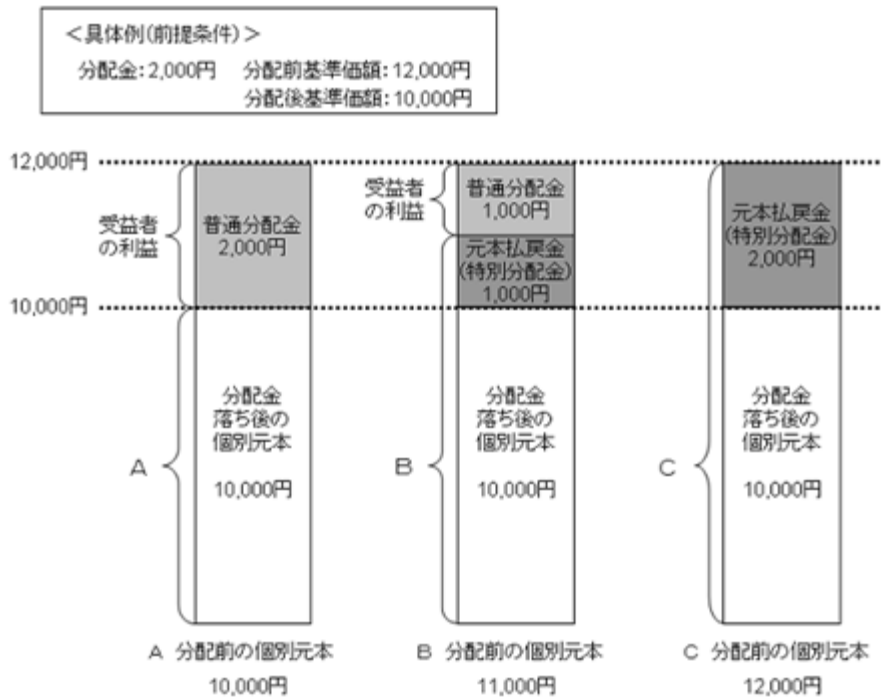 ＜具体例(前提条件)＞
分配金：2,000円　分配前基準価額：12,000円
分配後基準価額：10,000円
12,000円
受益者
の利益
普通分配金
2,000円
10,000円
A
分配金
落ち後の
個別元本
10,000円
A 分配前の個別元本
10,000円
受益者
の利益
普通分配金
1,000円
元本払戻金
(特別分配金)
1,000円
B
分配金
落ち後の
個別元本
10,000円
B 分配前の個別元本
11,000円
元本払戻金
(特別分配金)
2,000円
C
分配金
落ち後の
個別元本
10,000円
C 分配前の個別元本
12,000円